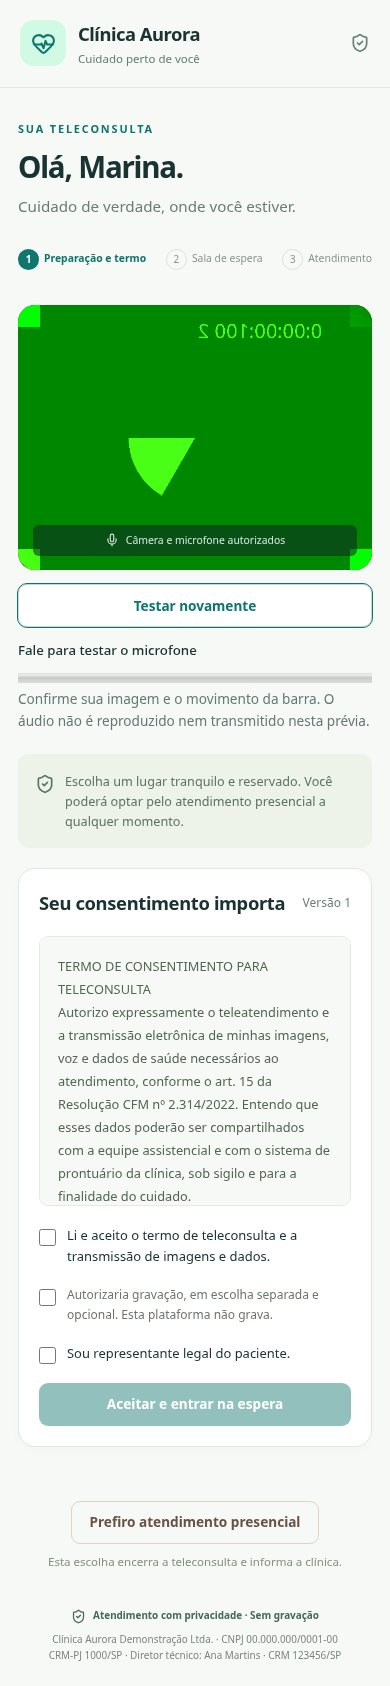 Clínica Aurora
Cuidado perto de você
SUA TELECONSULTA
Olá, Marina.
Cuidado de verdade, onde você estiver.
1 Preparação e termo 2 Sala de espera 3 Atendimento
0:00:00:100 2
Câmera e microfone autorizados
Testar novamente
Fale para testar o microfone
Confirme sua imagem e o movimento da barra. O
áudio não é reproduzido nem transmitido nesta prévia.
Escolha um lugar tranquilo e reservado. Você
poderá optar pelo atendimento presencial a
qualquer momento.
Seu consentimento importa Versão 1
TERMO DE CONSENTIMENTO PARA
TELECONSULTA
Autorizo expressamente o teleatendimento e
a transmissão eletrônica de minhas imagens,
voz e dados de saúde necessários ao
atendimento, conforme o art. 15 da
Resolução CFM nº 2.314/2022. Entendo que
esses dados poderão ser compartilhados
com a equipe assistencial e com o sistema de
prontuário da clínica, sob sigilo e para a
finalidade do cuidado.
Li e aceito o termo de teleconsulta e a
transmissão de imagens e dados.
Autorizaria gravação, em escolha separada e
opcional. Esta plataforma não grava.
Sou representante legal do paciente.
Aceitar e entrar na espera
Prefiro atendimento presencial
Esta escolha encerra a teleconsulta e informa a clínica.
Atendimento com privacidade · Sem gravação
Clínica Aurora Demonstração Ltda. · CNPJ 00.000.000/0001-00
CRM-PJ 1000/SP · Diretor técnico: Ana Martins · CRM 123456/SP